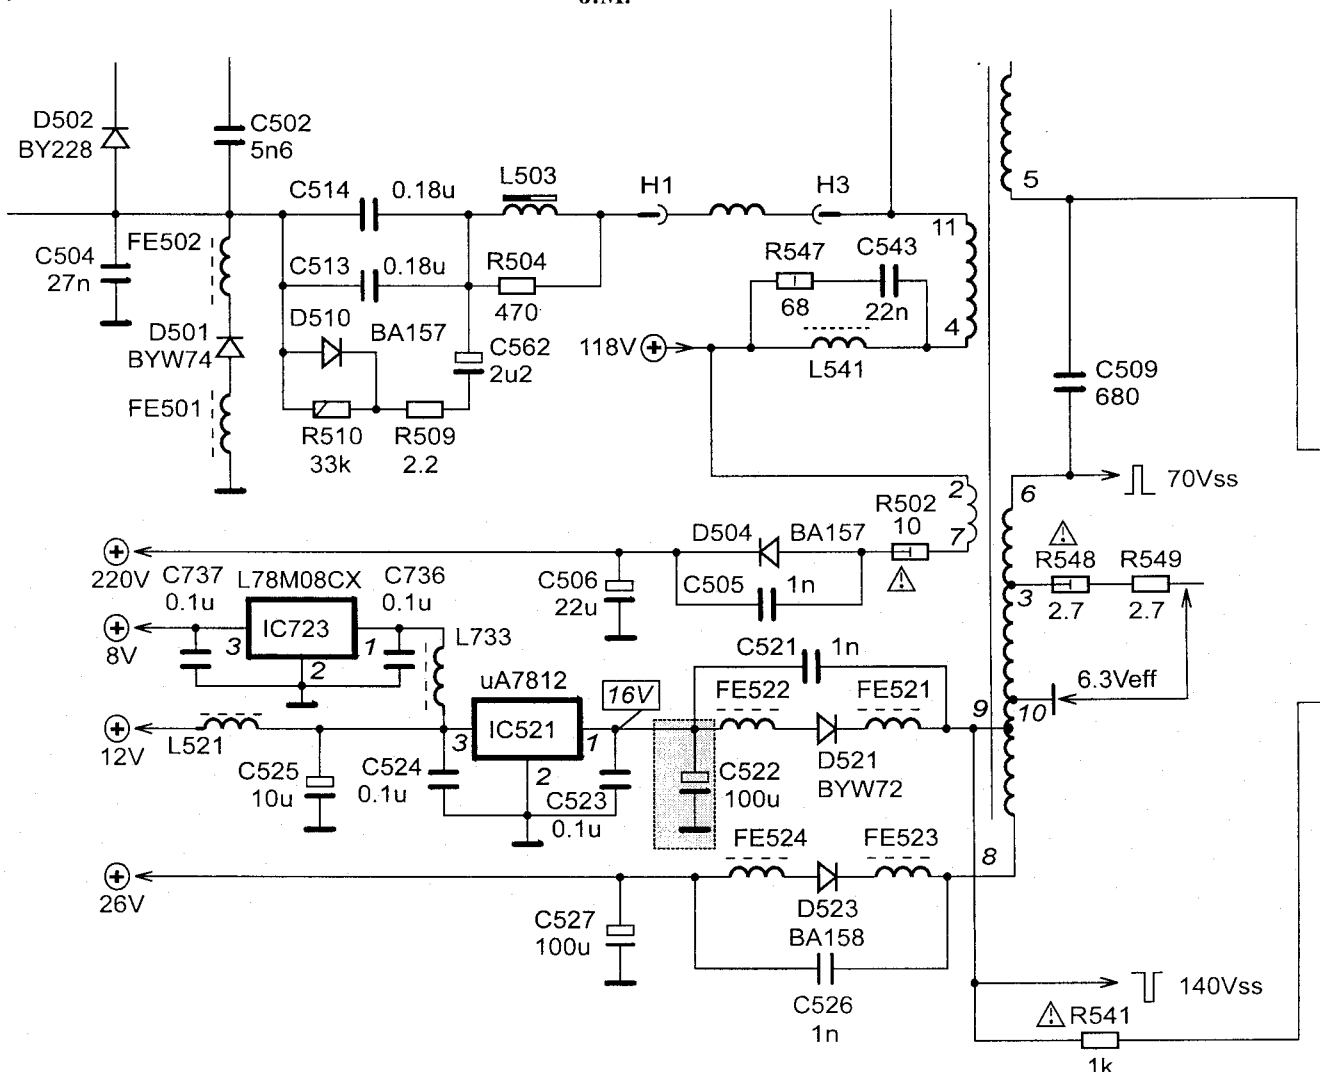 D502
BY228
C502
5n6
C514
0.18u
L503
H1
H3
5
FE502
C504
27n
C513
0.18u
R504
470
R547
68
C543
22n
11
4
D501
BYW74
D510
BA157
C562
2u2
118V
L541
C509
680
FE501
R510
33k
R509
2.2
2
7
6
70Vss
R502
10
D504
BA157
220V
C506
22u
C505
1n
R548
2.7
R549
2.7
3
C737
0.1u
L78M08CX
C736
0.1u
8V
3
IC723
1
2
L733
C521
1n
uA7812
16V
FE522
FE521
9
10
6.3Veff
12V
L521
3
IC521
1
2
D521
BYW72
C525
10u
C524
0.1u
C523
0.1u
C522
100u
FE524
FE523
8
26V
C527
100u
D523
BA158
C526
1n
140Vss
R541
1k